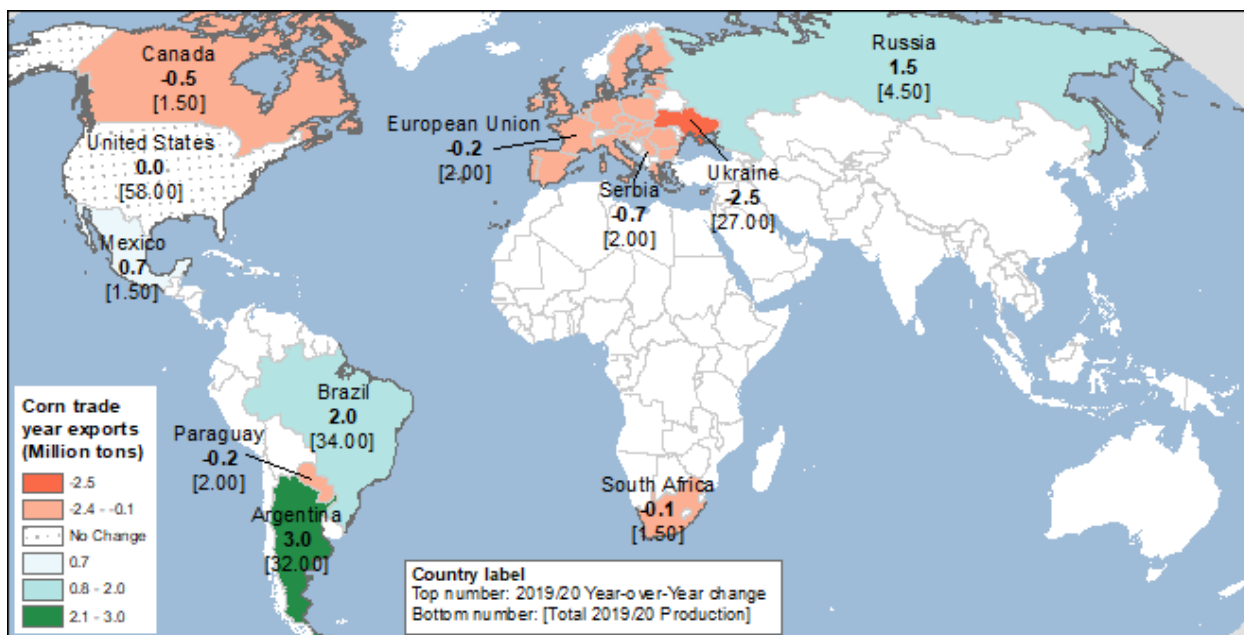 Canada
-0.5
[1.50]
Russia
1.5
[4.50]
United States
0.0
[58.00]
European Union
-0.2
[2.00]
Ukraine
-2.5
[27.00]
Serbia
-0.7
[2.00]
Mexico
0.7
[1.50]
Brazil
2.0
[34.00]
Paraguay
-0.2
[2.00]
South Africa
-0.1
[1.50]
Argentina
3.0
[32.00]
Corn trade
year exports
(Million tons)
-2.5
-2.4 - -0.1
No Change
0.7
0.8 - 2.0
2.1 - 3.0
Country label
Top number: 2019/20 Year-over-Year change
Bottom number: [Total 2019/20 Production]